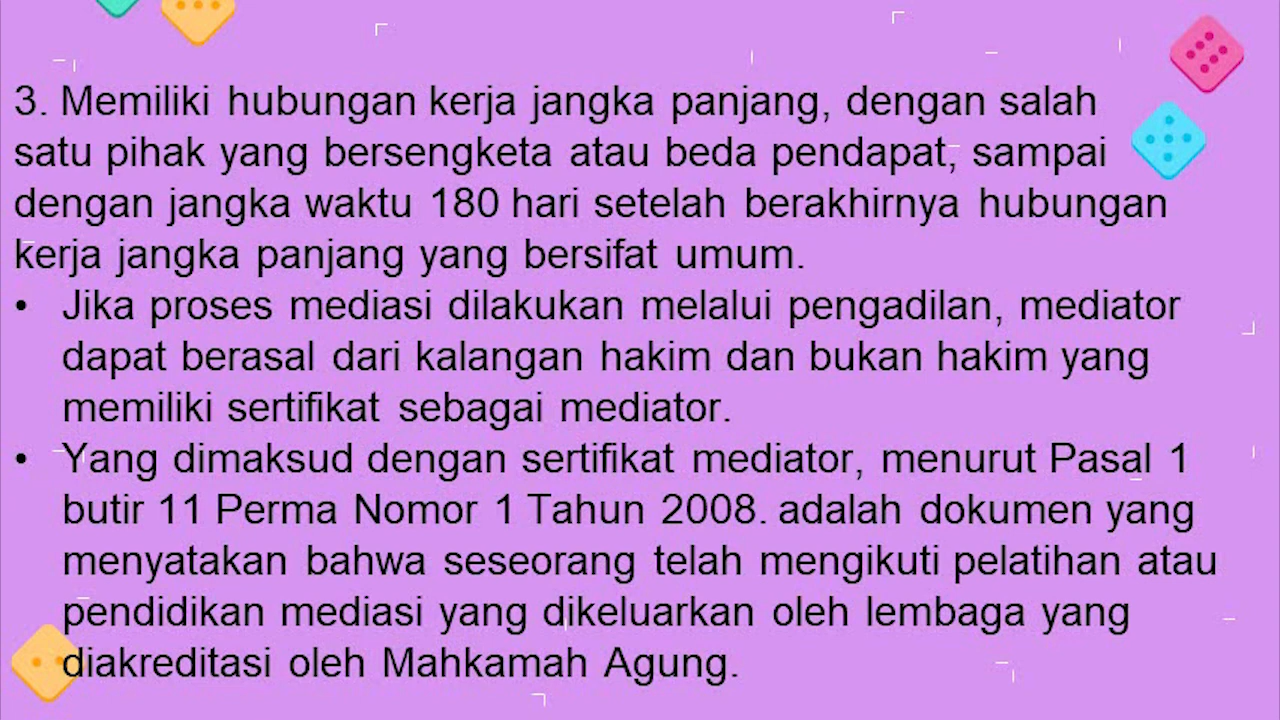 3. Memiliki hubungan kerja jangka panjang, dengan salah
satu pihak yang bersengketa atau beda pendapat, sampai
dengan jangka waktu 180 hari setelah berakhirnya hubungan
kerja jangka panjang yang bersifat umum.
• Jika proses mediasi dilakukan melalui pengadilan, mediator
dapat berasal dari kalangan hakim dan bukan hakim yang
memiliki sertifikat sebagai mediator.
• Yang dimaksud dengan sertifikat mediator, menurut Pasal 1
butir 11 Perma Nomor 1 Tahun 2008. adalah dokumen yang
menyatakan bahwa seseorang telah mengikuti pelatihan atau
pendidikan mediasi yang dikeluarkan oleh lembaga yang
diakreditasi oleh Mahkamah Agung.